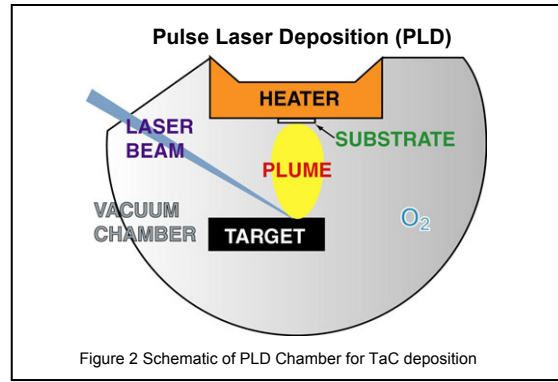 Pulse Laser Deposition (PLD)
HEATER
LASER
BEAM
SUBSTRATE
PLUME
VACUUM
CHAMBER
O₂
TARGET
Figure 2 Schematic of PLD Chamber for TaC deposition